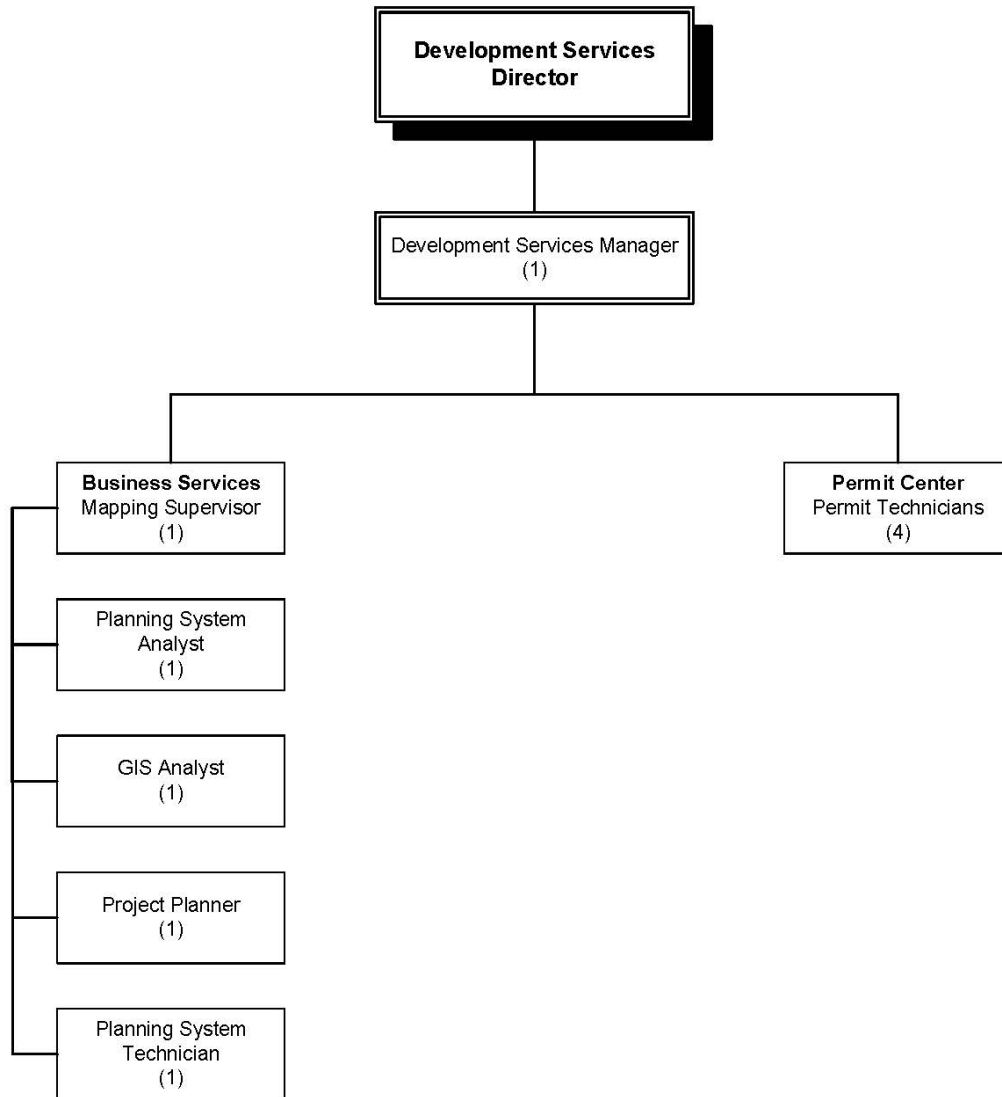 Development Services
Director
Development Services Manager
(1)
Business Services
Mapping Supervisor
(1)
Permit Center
Permit Technicians
(4)
Planning System
Analyst
(1)
GIS Analyst
(1)
Project Planner
(1)
Planning System
Technician
(1)